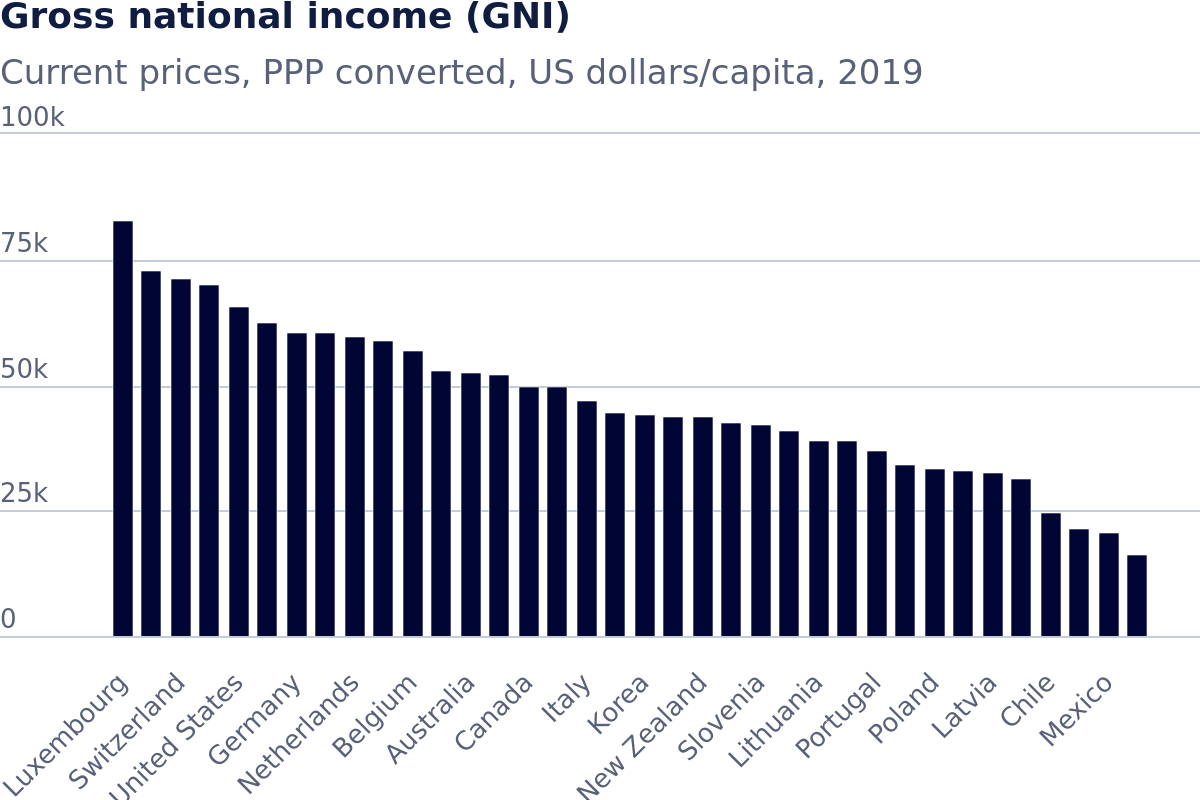 Gross national income (GNI)
Current prices, PPP converted, US dollars/capita, 2019
100k
75k
50k
25k
0
Luxembourg
Switzerland
United States
Germany
Netherlands
Belgium
Australia
Canada
Italy
Korea
New Zealand
Slovenia
Lithuania
Portugal
Poland
Latvia
Chile
Mexico